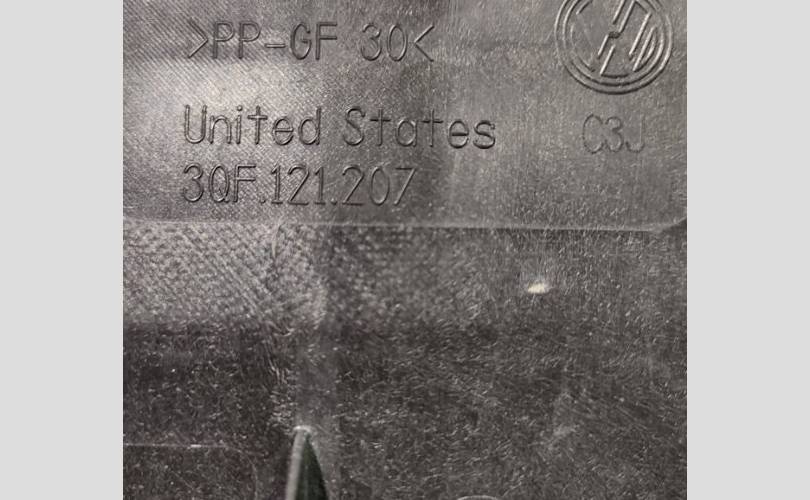 >PP-GF 30<
United States C3J
3QF.121.207